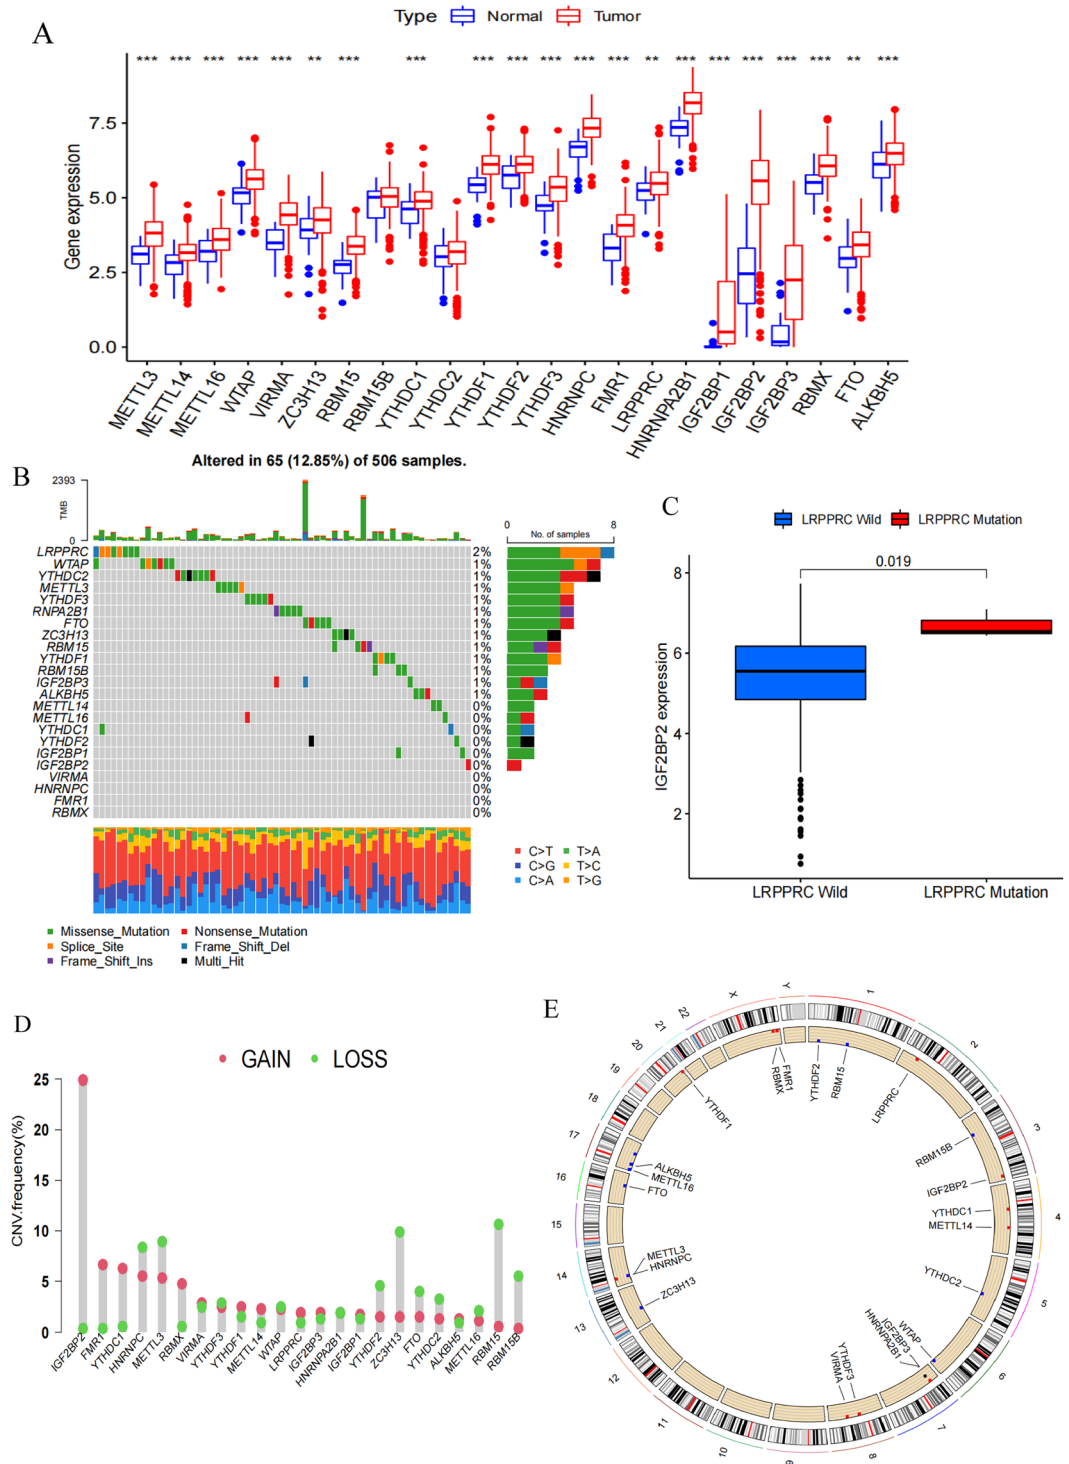 A
Type Normal Tumor
*** *** *** *** *** ** *** *** *** *** *** *** *** ** *** *** *** *** *** ** ***
Gene expression
7.5
5.0
2.5
0.0
METTL3 METTL14 METTL16 WTAP VIRMA ZC3H13 RBM15 RBM15B YTHDC1 YTHDC2 YTHDF1 YTHDF2 YTHDF3 HNRNPC FMR1 LRPPRC HNRNPA2B1 IGF2BP1 IGF2BP2 IGF2BP3 RBMX FTO ALKBH5
B
Altered in 65 (12.85%) of 506 samples.
2393
TMB
0
0 8
No. of samples
LRPPRC 2%
WTAP 1%
YTHDC2 1%
METTL3 1%
YTHDF3 1%
RNPA2B1 1%
FTO 1%
ZC3H13 1%
RBM15 1%
YTHDF1 1%
RBM15B 1%
IGF2BP3 1%
ALKBH5 1%
METTL14 0%
METTL16 0%
YTHDC1 0%
YTHDF2 0%
IGF2BP1 0%
IGF2BP2 0%
VIRMA 0%
HNRNPC 0%
FMR1 0%
RBMX 0%
C>T T>A
C>G T>C
C>A T>G
Missense_Mutation Nonsense_Mutation
Splice_Site Frame_Shift_Del
Frame_Shift_Ins Multi_Hit
C
LRPPRC Wild LRPPRC Mutation
0.019
IGF2BP2 expression
8
6
4
2
LRPPRC Wild LRPPRC Mutation
D
GAIN LOSS
CNV.frequency(%)
25
20
15
10
5
0
IGF2BP2 FMR1 YTHDC1 HNRNPC METTL3 RBMX VIRMA YTHDF3 YTHDF1 METTL14 WTAP LRPPRC IGF2BP3 HNRNPA2B1 IGF2BP1 YTHDF2 ZC3H13 FTO YTHDC2 ALKBH5 METTL16 RBM15 RBM15B
E
1
2
3
4
5
6
7
8
9
10
11
12
13
14
15
16
17
18
19
20
21
22
X
Y
YTHDF2
RBM15
LRPPRC
RBM15B
IGF2BP2
YTHDC1
METTL14
YTHDC2
WTAP
IGF2BP3
HNRNPA2B1
YTHDF3
VIRMA
ZC3H13
HNRNPC
METTL3
FTO
METTL16
ALKBH5
YTHDF1
RBMX
FMR1